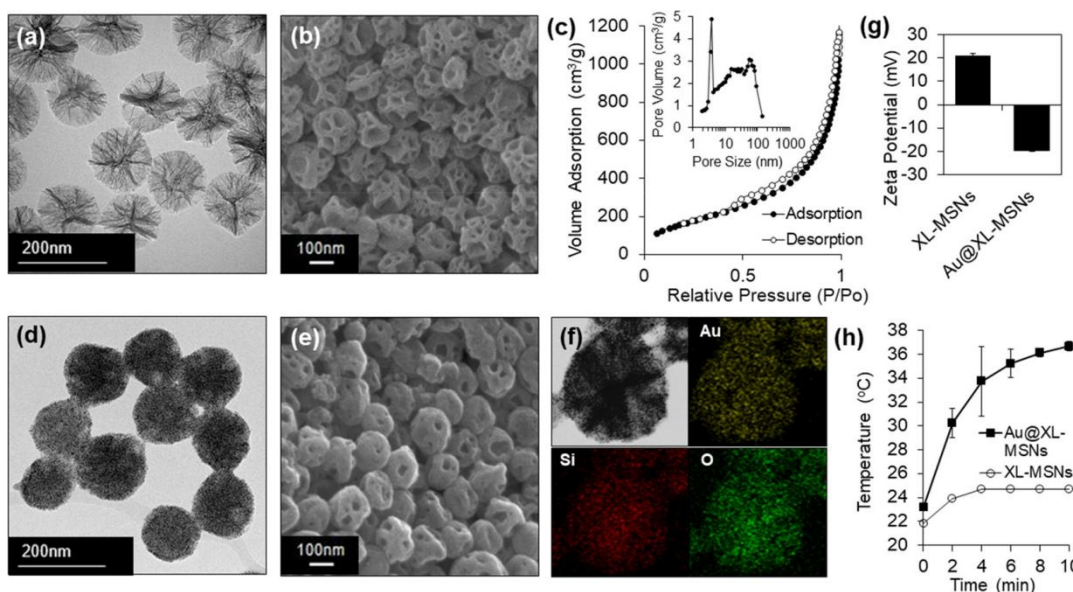 (a)
200nm
(b)
100nm
(c)
Volume Adsorption (cm³/g)
1200
1000
800
600
400
200
0
0.5
1
Relative Pressure (P/Po)
Pore Volume (cm³/g)
5
4
3
2
1
0
1
10
100
1000
Pore Size (nm)
Adsorption
Desorption
(g)
Zeta Potential (mV)
30
20
10
0
-10
-20
-30
XL-MSNs
Au@XL-MSNs
(d)
200nm
(e)
100nm
(f)
Au
Si
O
(h)
Temperature (°C)
38
36
34
32
30
28
26
24
22
20
0
2
4
6
8
10
Time (min)
Au@XL-
MSNs
XL-MSNs